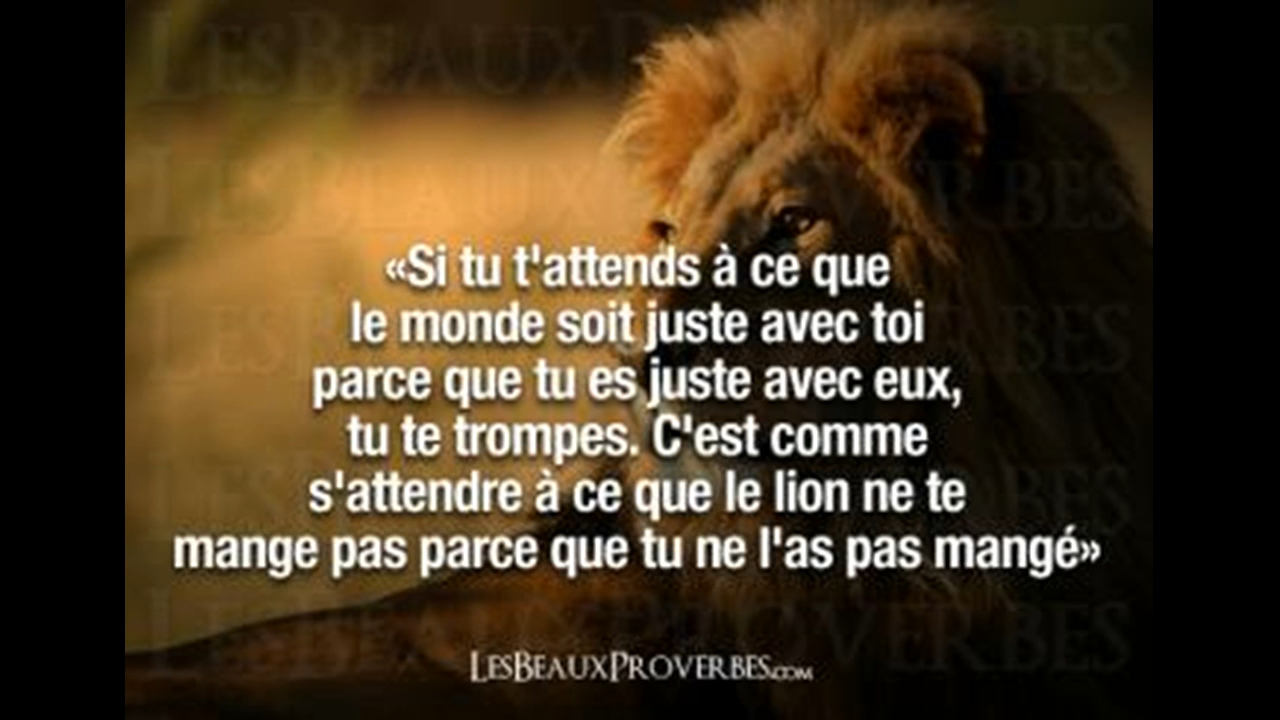 «Si tu t'attends à ce que
le monde soit juste avec toi
parce que tu es juste avec eux,
tu te trompes. C'est comme
s'attendre à ce que le lion ne te
mange pas parce que tu ne l'as pas mangé»
LESBEAUXPROVERBES.COM